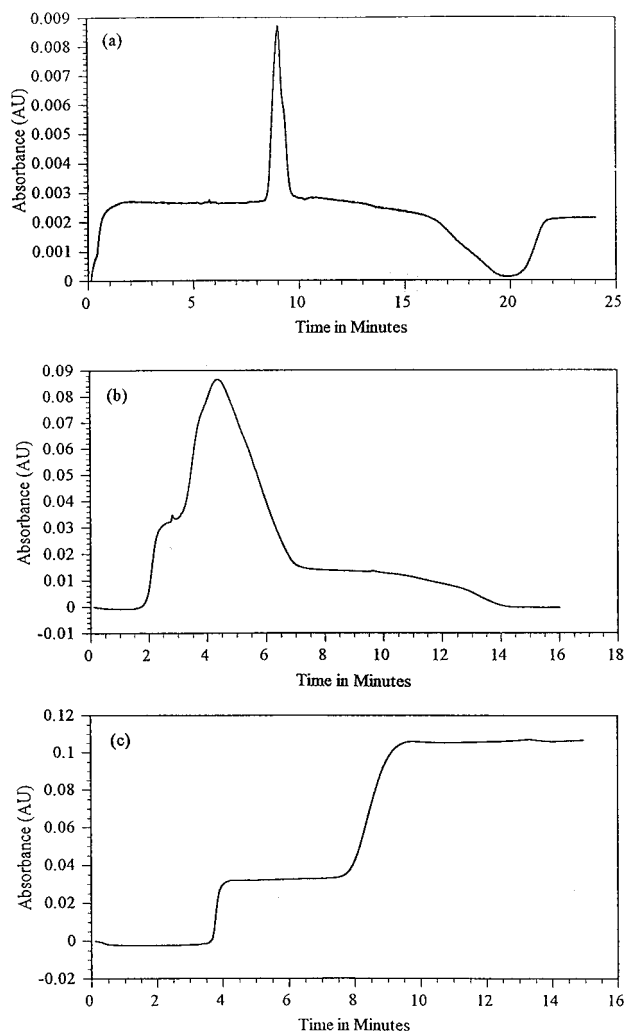 (a)
Absorbance (AU)
0.009
0.008
0.007
0.006
0.005
0.004
0.003
0.002
0.001
0
0 5 10 15 20 25
Time in Minutes
(b)
Absorbance (AU)
0.09
0.08
0.07
0.06
0.05
0.04
0.03
0.02
0.01
0
-0.01
0 2 4 6 8 10 12 14 16 18
Time in Minutes
(c)
Absorbance (AU)
0.12
0.1
0.08
0.06
0.04
0.02
0
-0.02
0 2 4 6 8 10 12 14 16
Time in Minutes